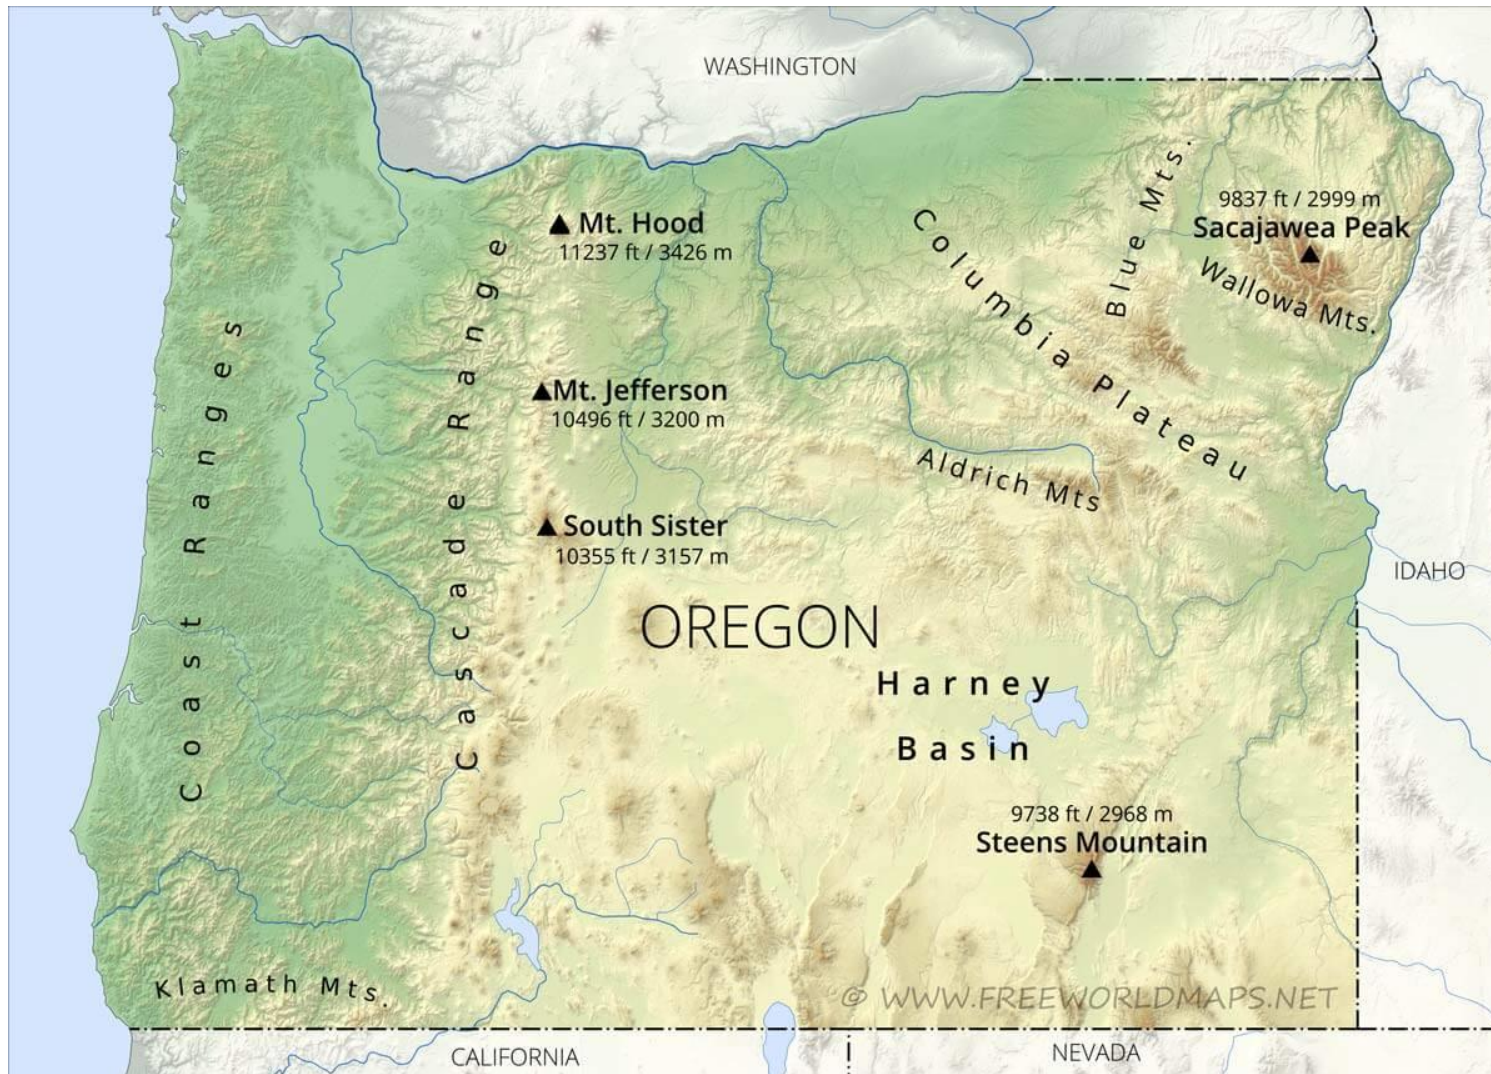 WASHINGTON
Blue Mts.
9837 ft / 2999 m
Sacajawea Peak
Wallowa Mts.
Mt. Hood
11237 ft / 3426 m
Columbia Plateau
Coast Ranges
Cascade Range
Mt. Jefferson
10496 ft / 3200 m
Aldrich Mts
South Sister
10355 ft / 3157 m
IDAHO
OREGON
Harney
Basin
9738 ft / 2968 m
Steens Mountain
Klamath Mts.
© WWW.FREEWORLDMAPS.NET
CALIFORNIA
NEVADA